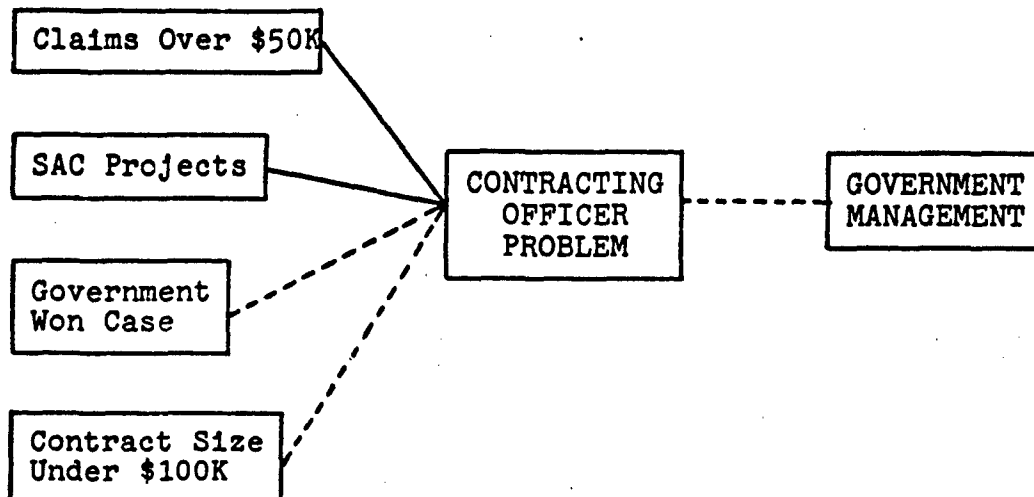 Claims Over $50K
SAC Projects
CONTRACTING
OFFICER
PROBLEM
GOVERNMENT
MANAGEMENT
Government
Won Case
Contract Size
Under $100K